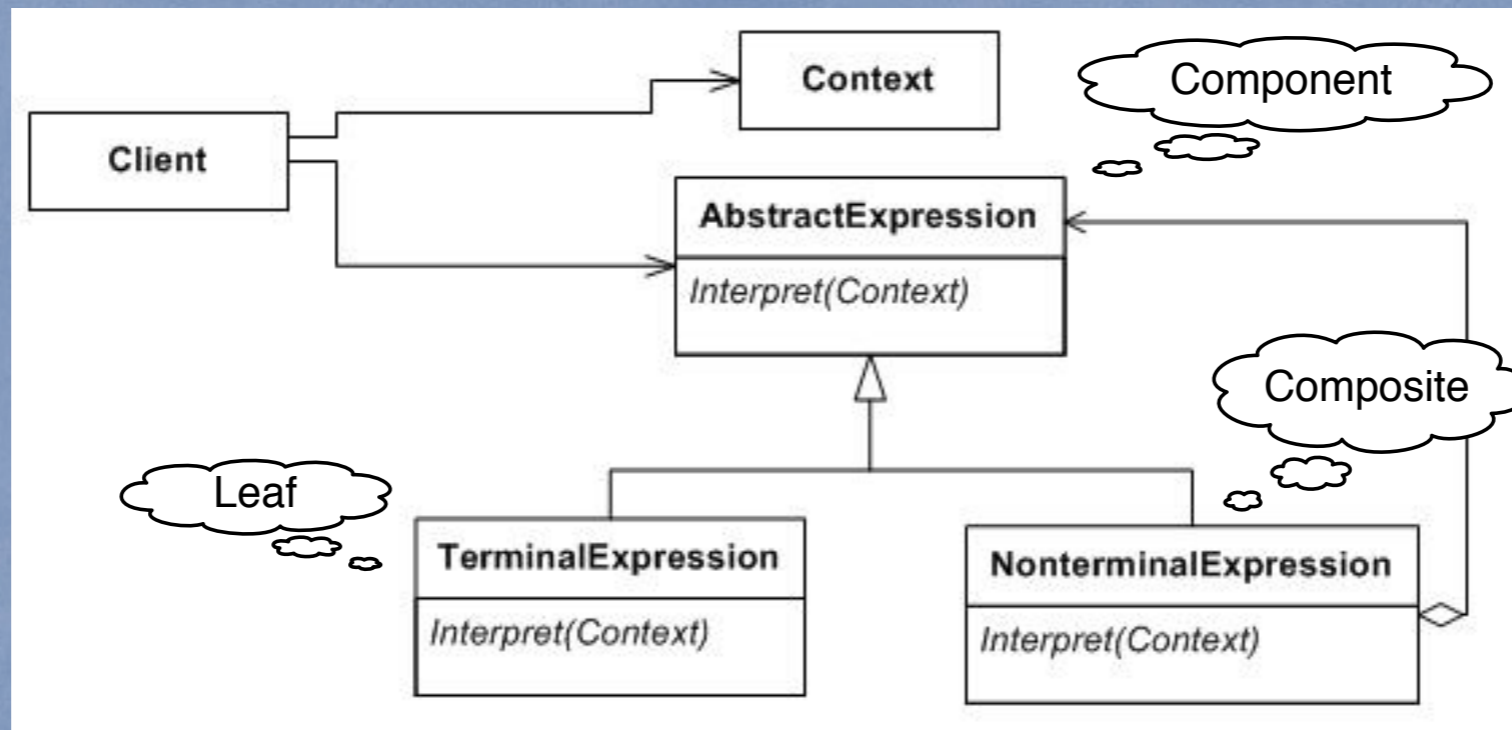 Context
Component
Client
AbstractExpression
Interpret(Context)
Composite
Leaf
TerminalExpression
Interpret(Context)
NonterminalExpression
Interpret(Context)